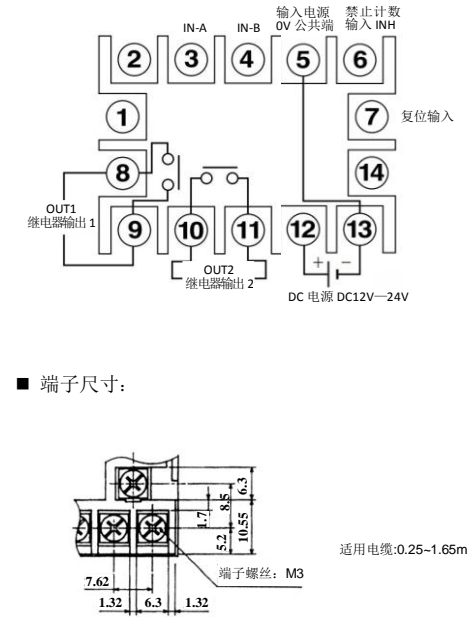 输入电源 禁止计数
IN-A IN-B 0V 公共端 输入 INH
2 3 4 5 6
1 7 复位输入
8 14
OUT1
继电器输出 1
9 10 11 12 13
OUT2
继电器输出 2
+ -
DC 电源 DC12V—24V
■ 端子尺寸：
6.3
8.5
1.7
10.55
5.2
适用电缆:0.25~1.65m
端子螺丝：M3
7.62
1.32 6.3 1.32